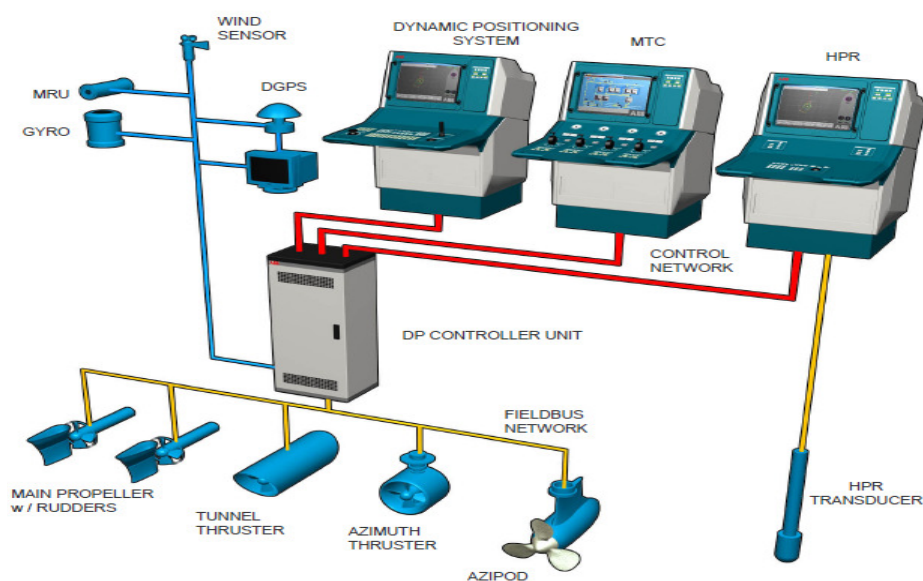 WIND
SENSOR
DYNAMIC POSITIONING
SYSTEM
MTC
HPR
MRU
DGPS
GYRO
CONTROL
NETWORK
DP CONTROLLER UNIT
FIELDBUS
NETWORK
MAIN PROPELLER
w / RUDDERS
TUNNEL
THRUSTER
AZIMUTH
THRUSTER
AZIPOD
HPR
TRANSDUCER